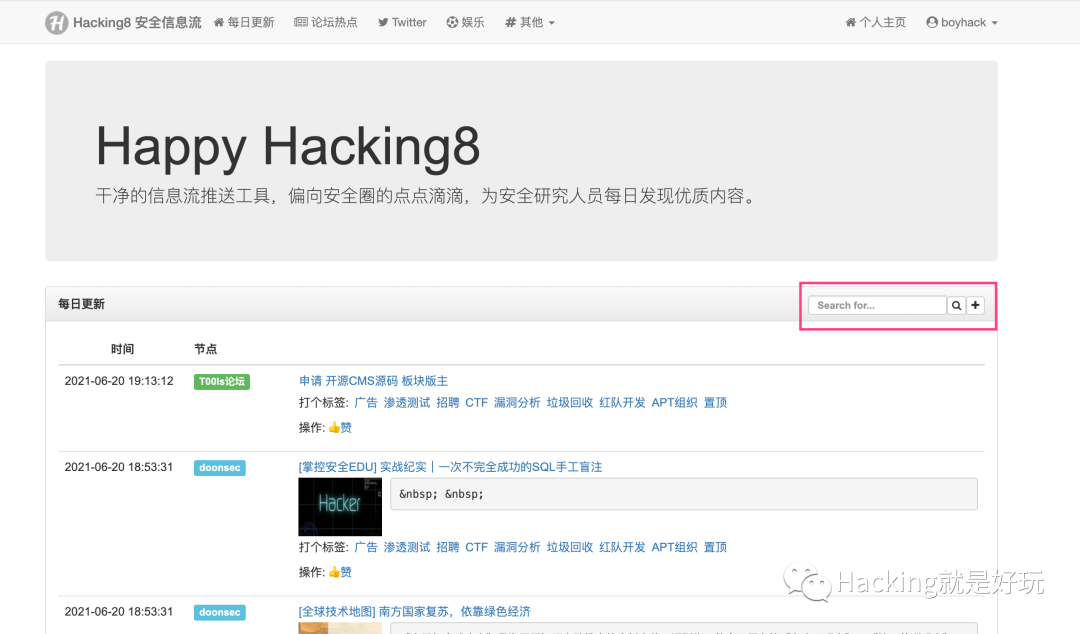 Hacking8 安全信息流 每日更新 论坛热点 Twitter 娱乐 # 其他 个人主页 boyhack
Happy Hacking8
干净的信息流推送工具，偏向安全圈的点点滴滴，为安全研究人员每日发现优质内容。
每日更新 Search for...
时间 节点
2021-06-20 19:13:12 T00ls论坛 申请 开源CMS源码 板块版主
打个标签: 广告 渗透测试 招聘 CTF 漏洞分析 垃圾回收 红队开发 APT组织 置顶
操作: 👍赞
2021-06-20 18:53:31 doonsec [掌控安全EDU] 实战纪实｜一次不完全成功的SQL手工盲注
Hacker &nbsp; &nbsp;
打个标签: 广告 渗透测试 招聘 CTF 漏洞分析 垃圾回收 红队开发 APT组织 置顶
操作: 👍赞
Hacking就是好玩
2021-06-20 18:53:31 doonsec [全球技术地图] 南方国家复苏，依靠绿色经济